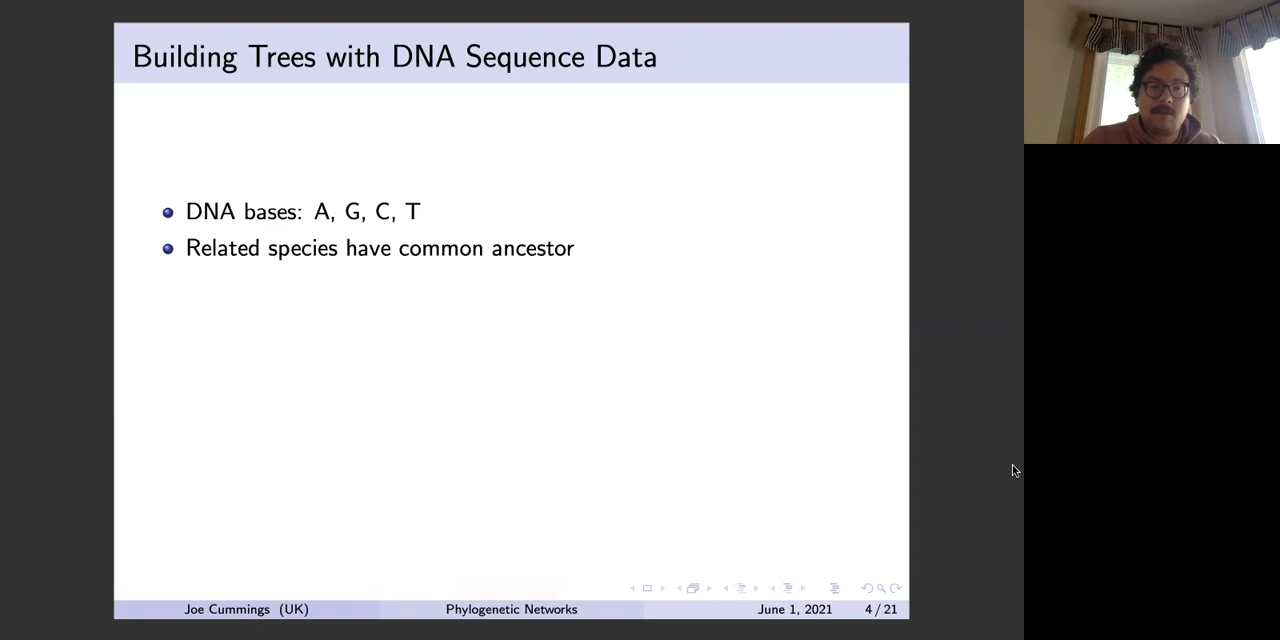 Building Trees with DNA Sequence Data
DNA bases: A, G, C, T
Related species have common ancestor
Joe Cummings (UK)
Phylogenetic Networks
June 1, 2021
4 / 21